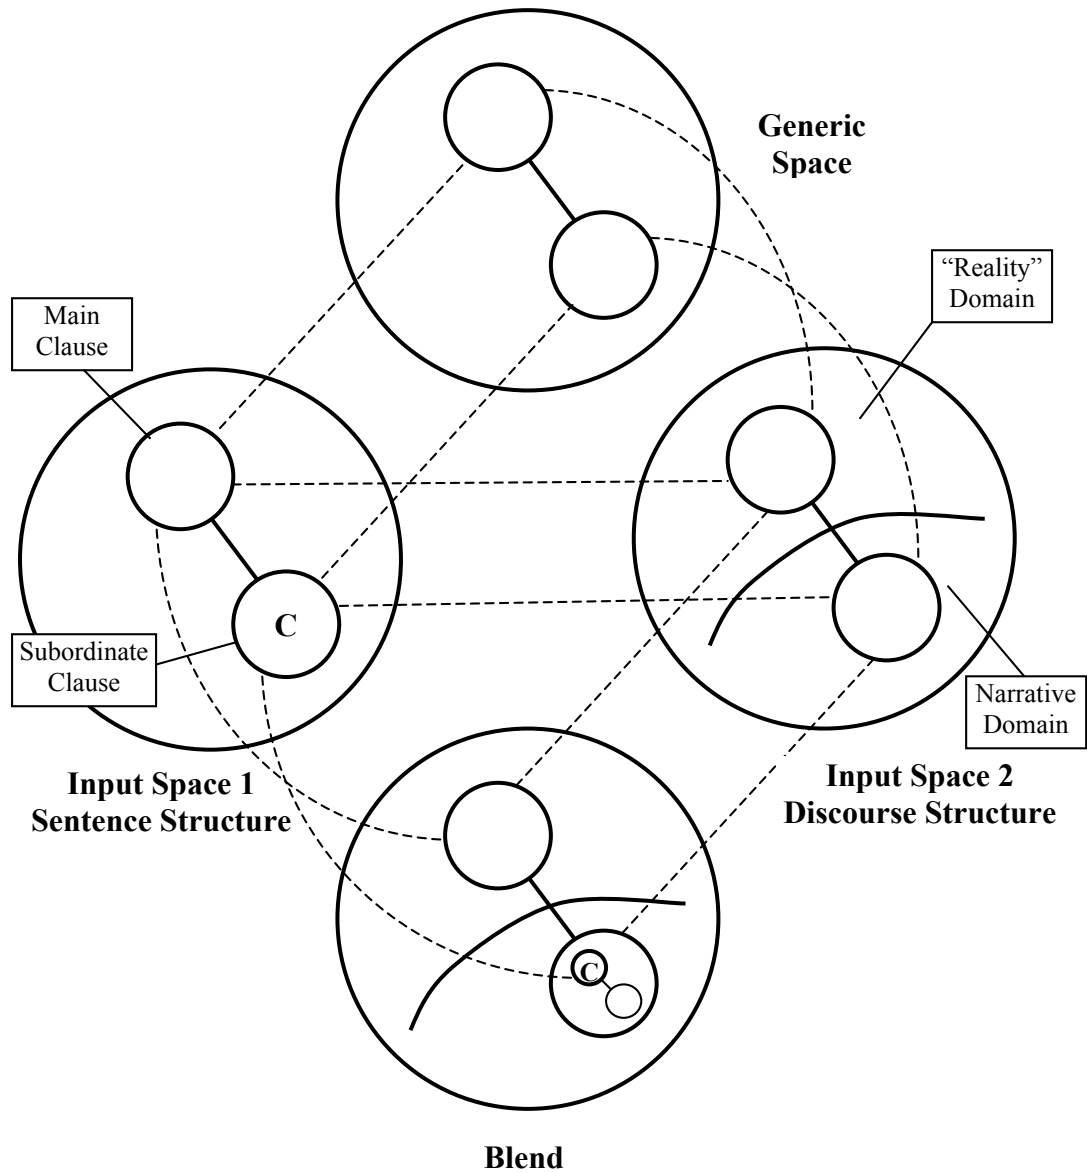 Generic
Space
“Reality”
Domain
Main
Clause
C
Subordinate
Clause
Narrative
Domain
Input Space 1
Sentence Structure
Input Space 2
Discourse Structure
C
Blend